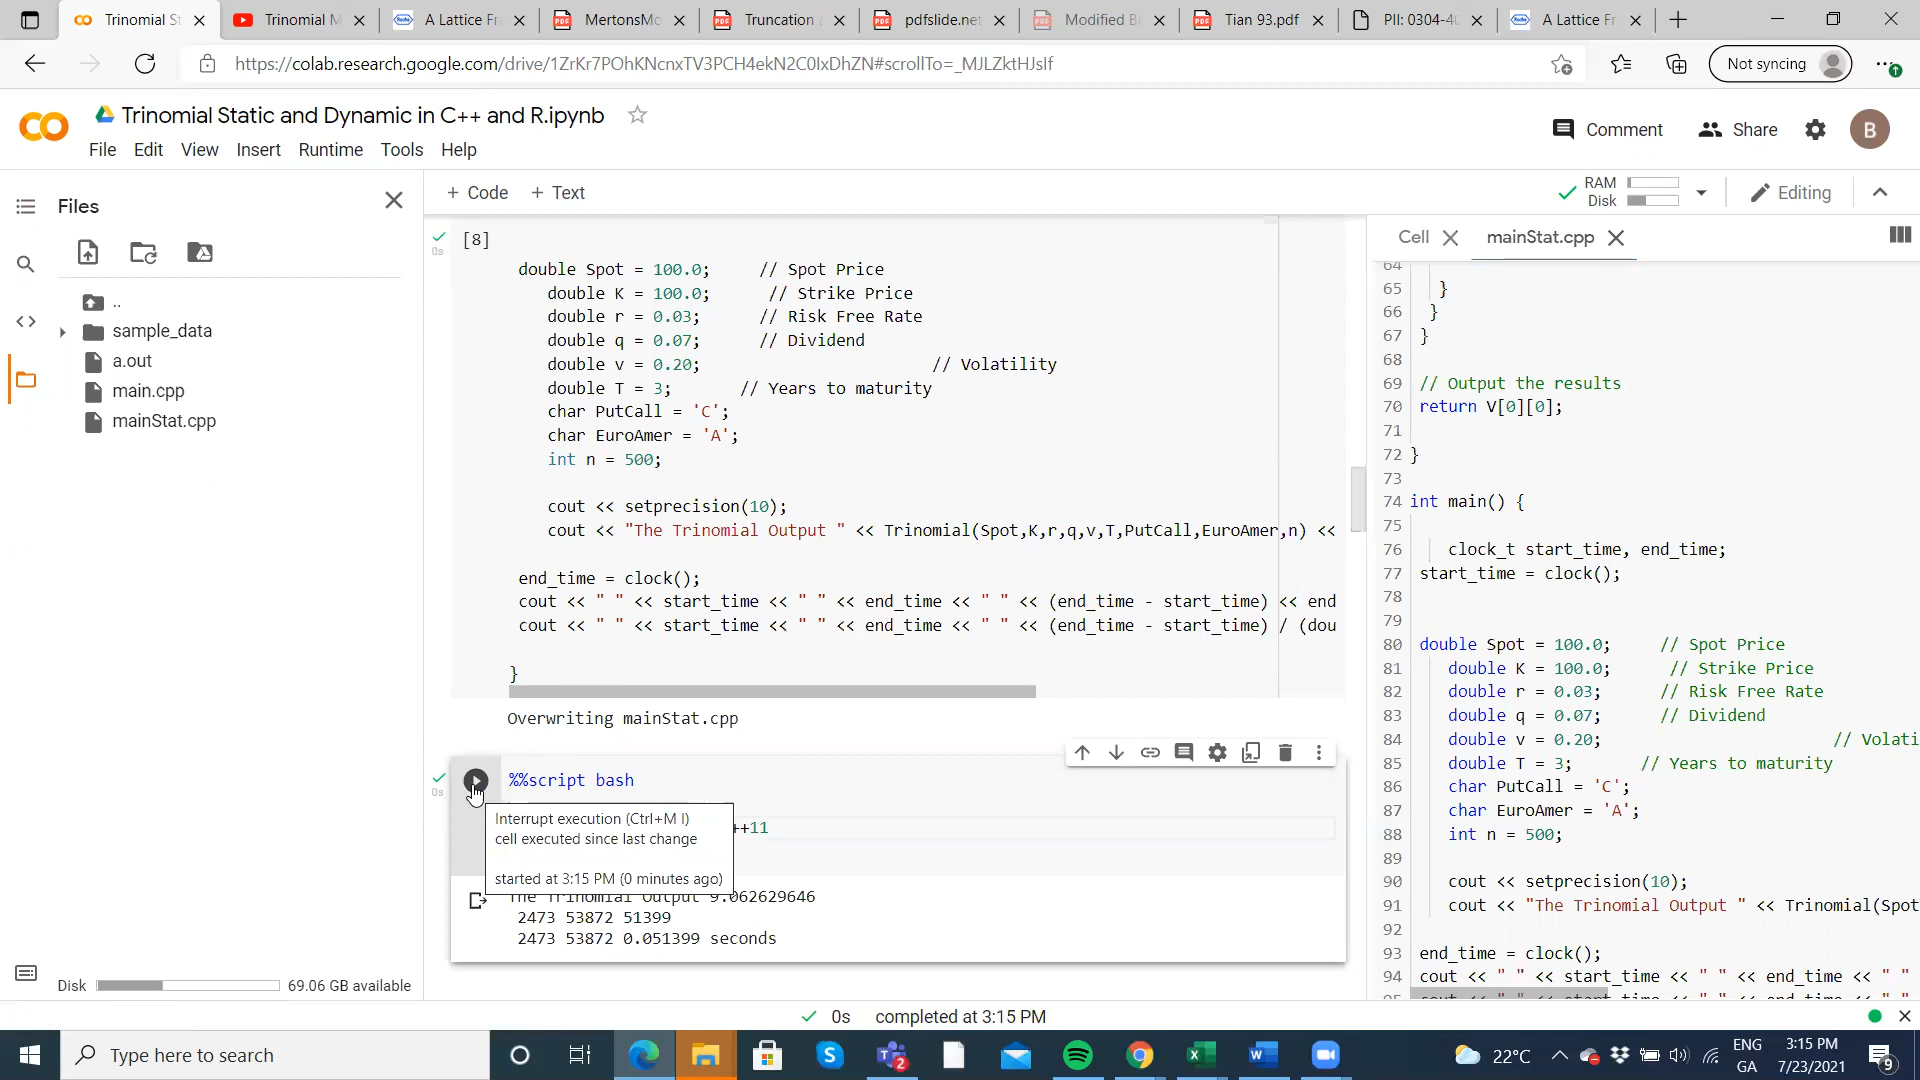 Trinomial St
Trinomial M
A Lattice Fr
MertonsMo
Truncation a
pdfslide.net
Modified Bi
Tian 93.pdf
PII: 0304-40
A Lattice Fr
https://colab.research.google.com/drive/1ZrKr7POhKNcnxTV3PCH4ekN2C0IxDhZN#scrollTo=_MJLZktHJsIf
Not syncing
Trinomial Static and Dynamic in C++ and R.ipynb
Comment
Share
B
File Edit View Insert Runtime Tools Help
Files
+ Code + Text
RAM
Disk
Editing
..
sample_data
a.out
main.cpp
mainStat.cpp
Disk
69.06 GB available
[8]
0s
double Spot = 100.0; // Spot Price
double K = 100.0; // Strike Price
double r = 0.03; // Risk Free Rate
double q = 0.07; // Dividend
double v = 0.20; // Volatility
double T = 3; // Years to maturity
char PutCall = 'C';
char EuroAmer = 'A';
int n = 500;
cout << setprecision(10);
cout << "The Trinomial Output " << Trinomial(Spot,K,r,q,v,T,PutCall,EuroAmer,n) <<
end_time = clock();
cout << " " << start_time << " " << end_time << " " << (end_time - start_time) << end
cout << " " << start_time << " " << end_time << " " << (end_time - start_time) / (dou
}
Overwriting mainStat.cpp
0s
%%script bash
++11
Interrupt execution (Ctrl+M I)
cell executed since last change
started at 3:15 PM (0 minutes ago)
The Trinomial Output 9.062629646
2473 53872 51399
2473 53872 0.051399 seconds
Cell
mainStat.cpp
64
65 }
66 }
67 }
68
69 // Output the results
70 return V[0][0];
71
72 }
73
74 int main() {
75
76 clock_t start_time, end_time;
77 start_time = clock();
78
79
80 double Spot = 100.0; // Spot Price
81 double K = 100.0; // Strike Price
82 double r = 0.03; // Risk Free Rate
83 double q = 0.07; // Dividend
84 double v = 0.20; // Volati
85 double T = 3; // Years to maturity
86 char PutCall = 'C';
87 char EuroAmer = 'A';
88 int n = 500;
89
90 cout << setprecision(10);
91 cout << "The Trinomial Output " << Trinomial(Spot
92
93 end_time = clock();
94 cout << " " << start_time << " " << end_time << " "
0s completed at 3:15 PM
Type here to search
2
22°C
ENG
GA
3:15 PM
7/23/2021
9